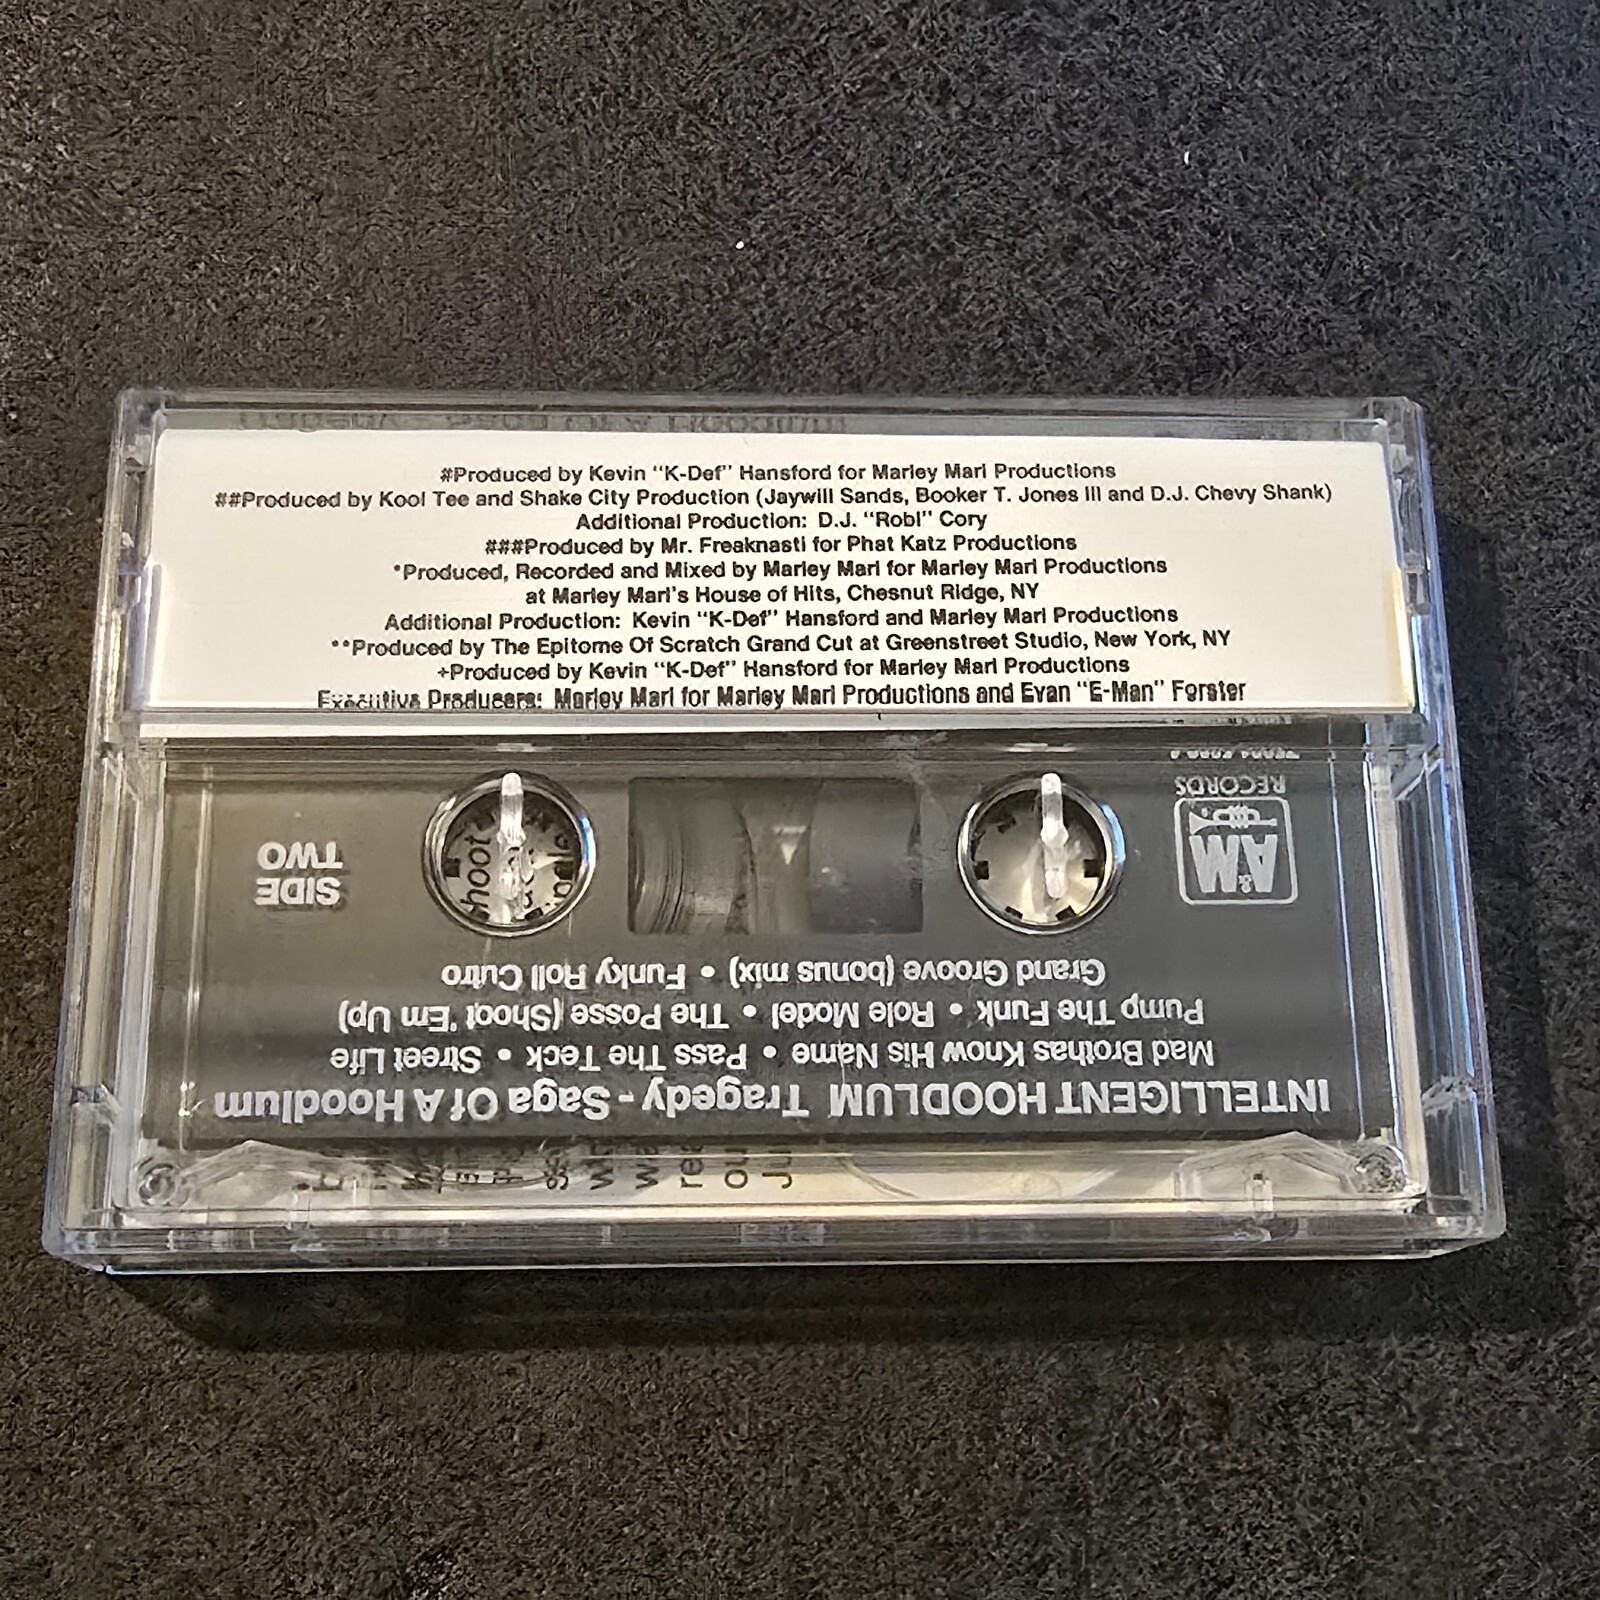 #Produced by Kevin "K-Def" Hansford for Marley Marl Productions
##Produced by Kool Tee and Shake City Production (Jaywill Sands, Booker T. Jones III and D.J. Chevy Shank)
Additional Production: D.J. "Robl" Cory
###Produced by Mr. Freaknasti for Phat Katz Productions
*Produced, Recorded and Mixed by Marley Marl for Marley Marl Productions
at Marley Marl's House of Hits, Chesnut Ridge, NY
Additional Production: Kevin "K-Def" Hansford and Marley Marl Productions
**Produced by The Epitome Of Scratch Grand Cut at Greenstreet Studio, New York, NY
+Produced by Kevin "K-Def" Hansford for Marley Marl Productions
Executive Producers: Marley Marl for Marley Marl Productions and Evan "E-Man" Forster
INTELLIGENT HOODLUM Tragedy - Saga Of A Hoodlum
Mad Brothas Know His Name • Pass The Teck • Street Life
Pump The Funk • Role Model • The Posse (Shoot 'Em Up)
Grand Groove (bonus mix) • Funky Roll Cutro
A&M
RECORDS
SIDE
TWO
hoot